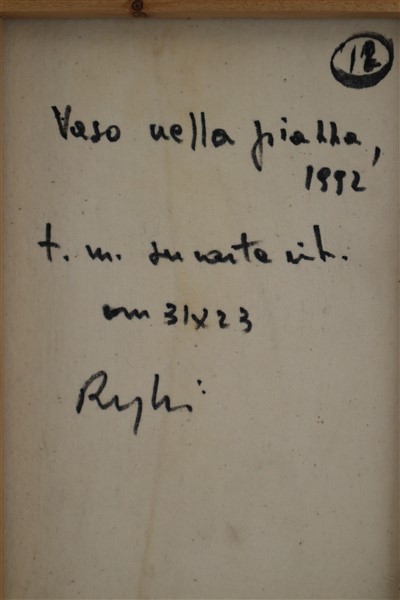 12
Vaso nella piazza,
1992
t. m. su carta int.
cm 31x23